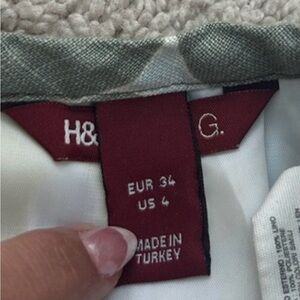 H&
G.
EUR 34
US 4
MADE IN
TURKEY